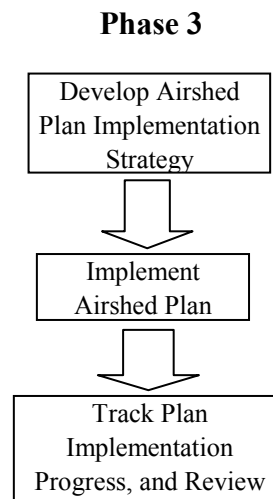 Phase 3
Develop Airshed
Plan Implementation
Strategy
Implement
Airshed Plan
Track Plan
Implementation
Progress, and Review